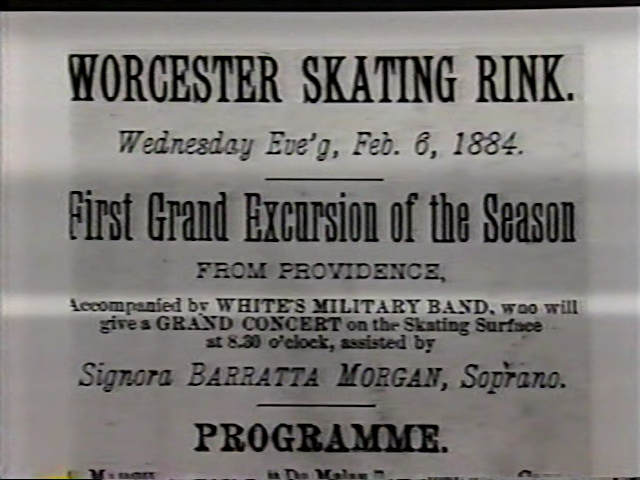 WORCESTER SKATING RINK.
Wednesday Eve'g, Feb. 6, 1884.
First Grand Excursion of the Season
FROM PROVIDENCE,
Accompanied by WHITE'S MILITARY BAND, who will
give a GRAND CONCERT on the Skating Surface
at 8.30 o'clock, assisted by
Signora BARRATTA MORGAN, Soprano.
PROGRAMME.